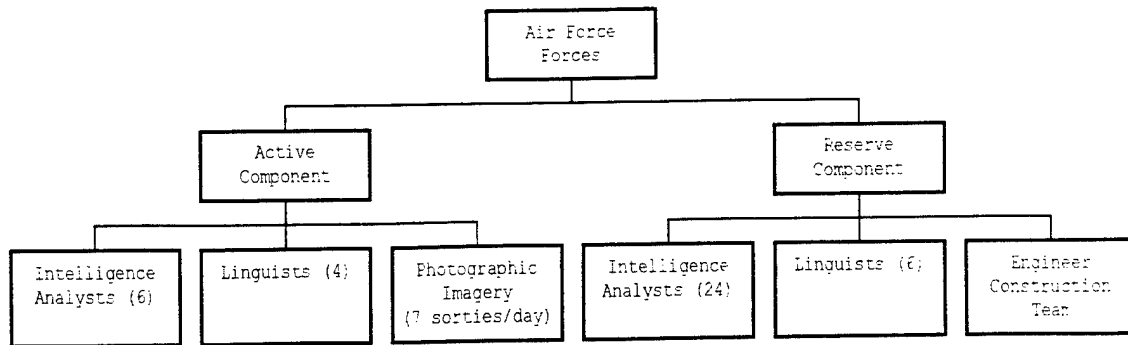 Air Force
Forces
Active
Component
Reserve
Component
Intelligence
Analysts (6)
Linguists (4)
Photographic
Imagery
(7 sorties/day)
Intelligence
Analysts (24)
Linguists (6)
Engineer
Construction
Team